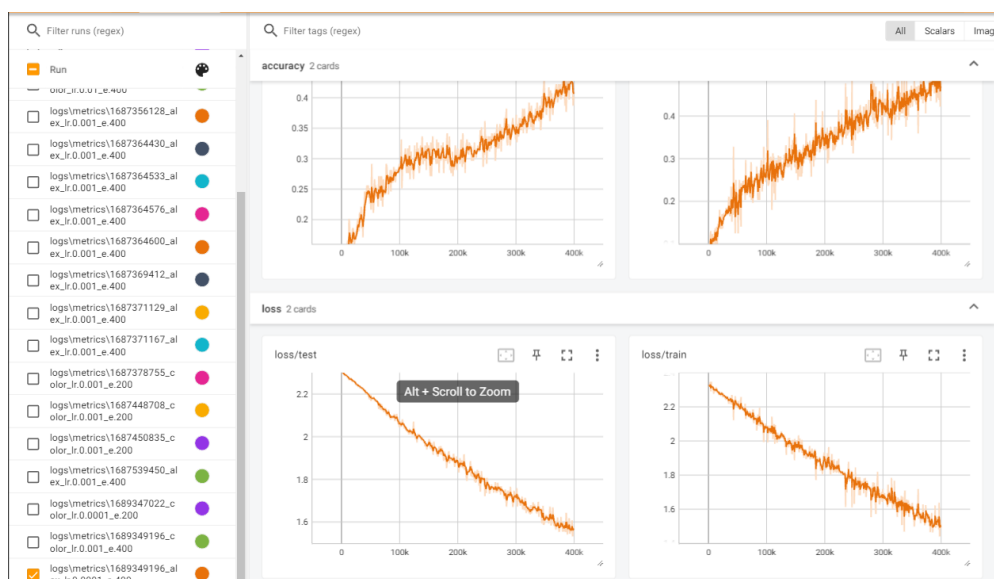 Filter runs (regex)
Filter tags (regex)
All
Scalars
Imag
Run
accuracy 2 cards
olor_lr.0.001_e.400
logs\metrics\1687356128_al
ex_lr.0.001_e.400
logs\metrics\1687364430_al
ex_lr.0.001_e.400
logs\metrics\1687364533_al
ex_lr.0.001_e.400
logs\metrics\1687364576_al
ex_lr.0.001_e.400
logs\metrics\1687364600_al
ex_lr.0.001_e.400
logs\metrics\1687369412_al
ex_lr.0.001_e.400
logs\metrics\1687371129_al
ex_lr.0.001_e.400
logs\metrics\1687371167_al
ex_lr.0.001_e.400
logs\metrics\1687378755_c
olor_lr.0.001_e.200
logs\metrics\1687448708_c
olor_lr.0.001_e.200
logs\metrics\1687450835_c
olor_lr.0.001_e.200
logs\metrics\1687539450_al
ex_lr.0.001_e.400
logs\metrics\1689347022_c
olor_lr.0.0001_e.200
logs\metrics\1689349196_c
olor_lr.0.001_e.400
logs\metrics\1689349196_al
0.4
0.35
0.3
0.25
0.2
0 100k 200k 300k 400k
0.4
0.3
0.2
0 100k 200k 300k 400k
loss 2 cards
loss/test
Alt + Scroll to Zoom
2.2
2
1.8
1.6
0 100k 200k 300k 400k
loss/train
2.2
2
1.8
1.6
0 100k 200k 300k 400k